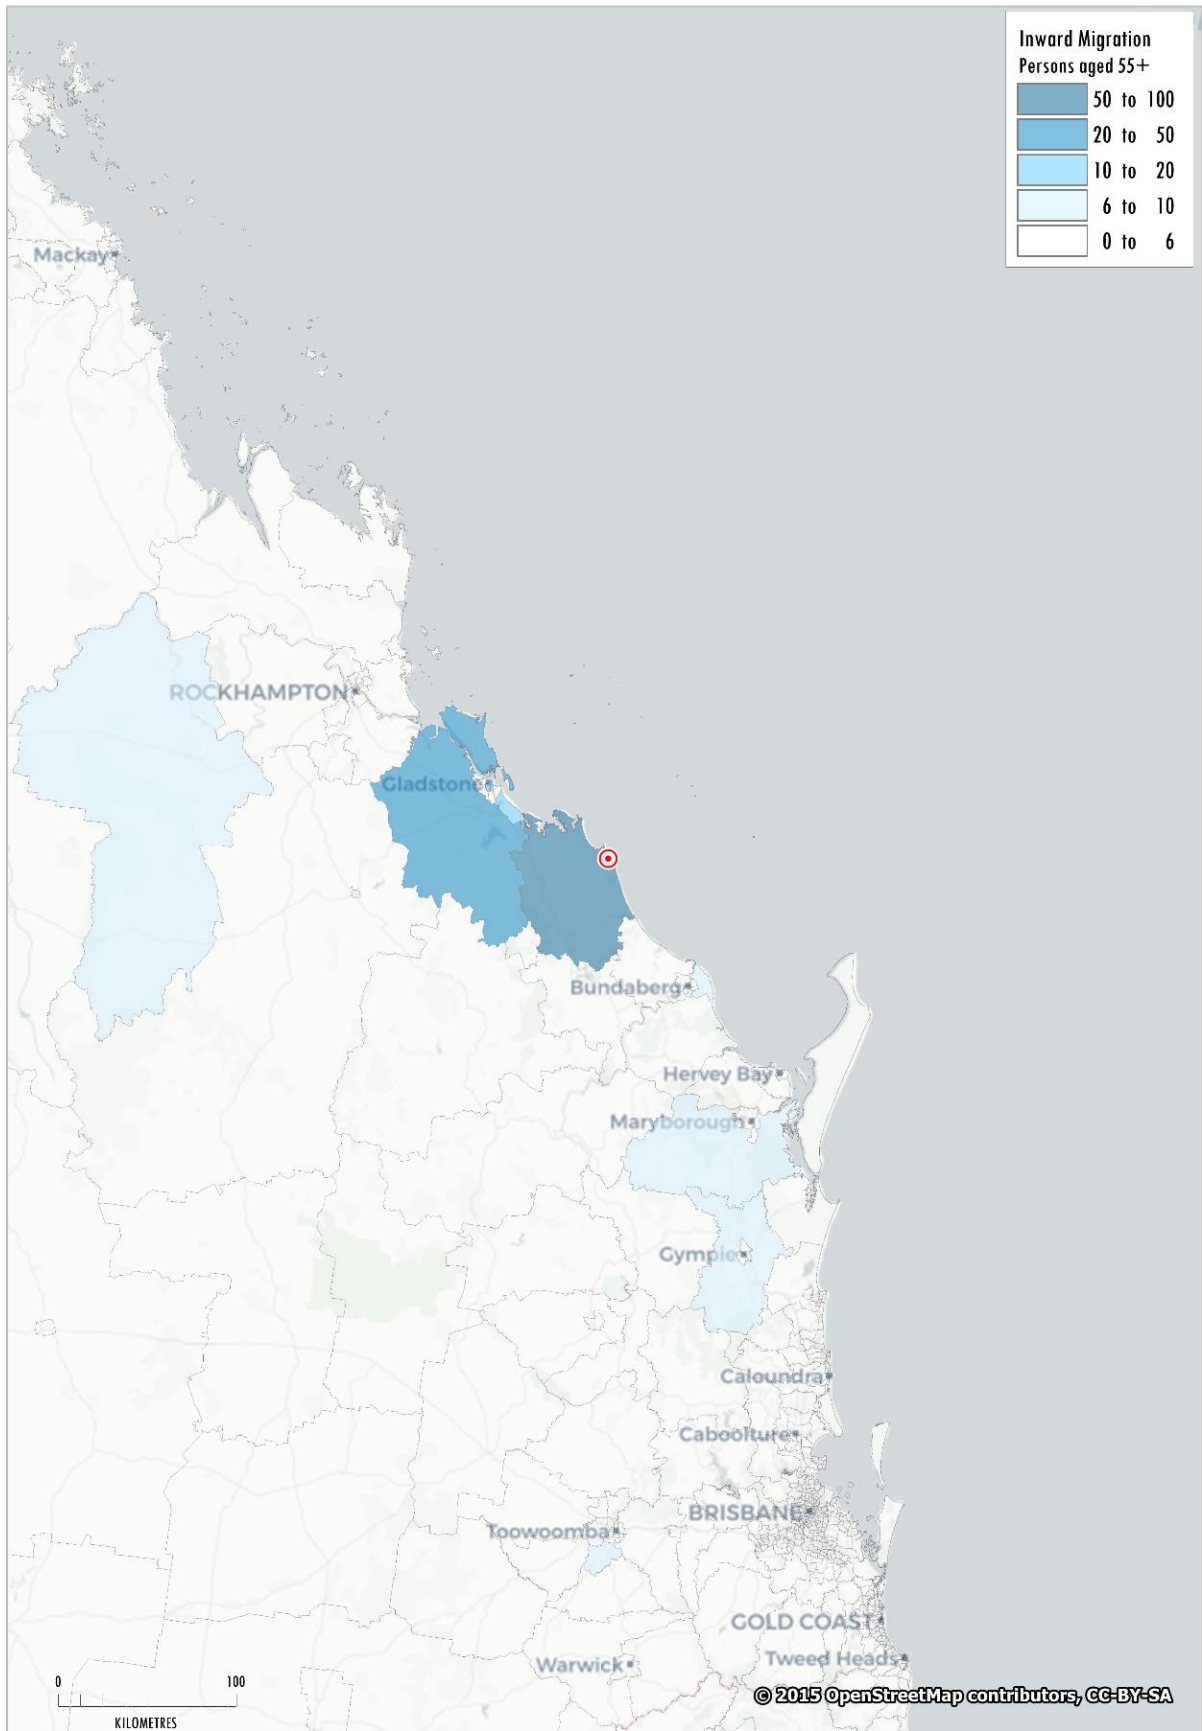 Inward Migration
Persons aged 55+
50 to 100
20 to 50
10 to 20
6 to 10
0 to 6
Mackay
ROCKHAMPTON
Gladstone
Bundaberg
Hervey Bay
Maryborough
Gympie
Caloundra
Caboolture
BRISBANE
Toowoomba
GOLD COAST
Tweed Heads
Warwick
0 100
KILOMETRES
© 2015 OpenStreetMap contributors, CC-BY-SA